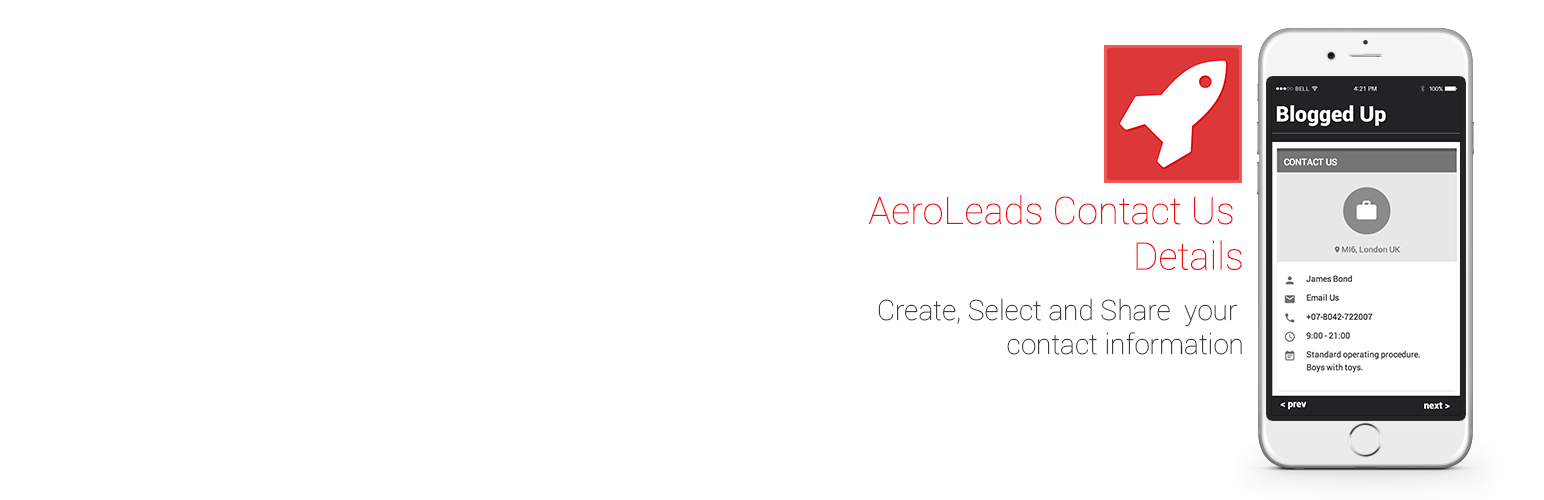 AeroLeads Contact Us
Details
Create, Select and Share your
contact information
BELL 4:21 PM 100%
Blogged Up
CONTACT US
MI6, London UK
James Bond
Email Us
+07-8042-722007
9:00 - 21:00
Standard operating procedure.
Boys with toys.
< prev next >